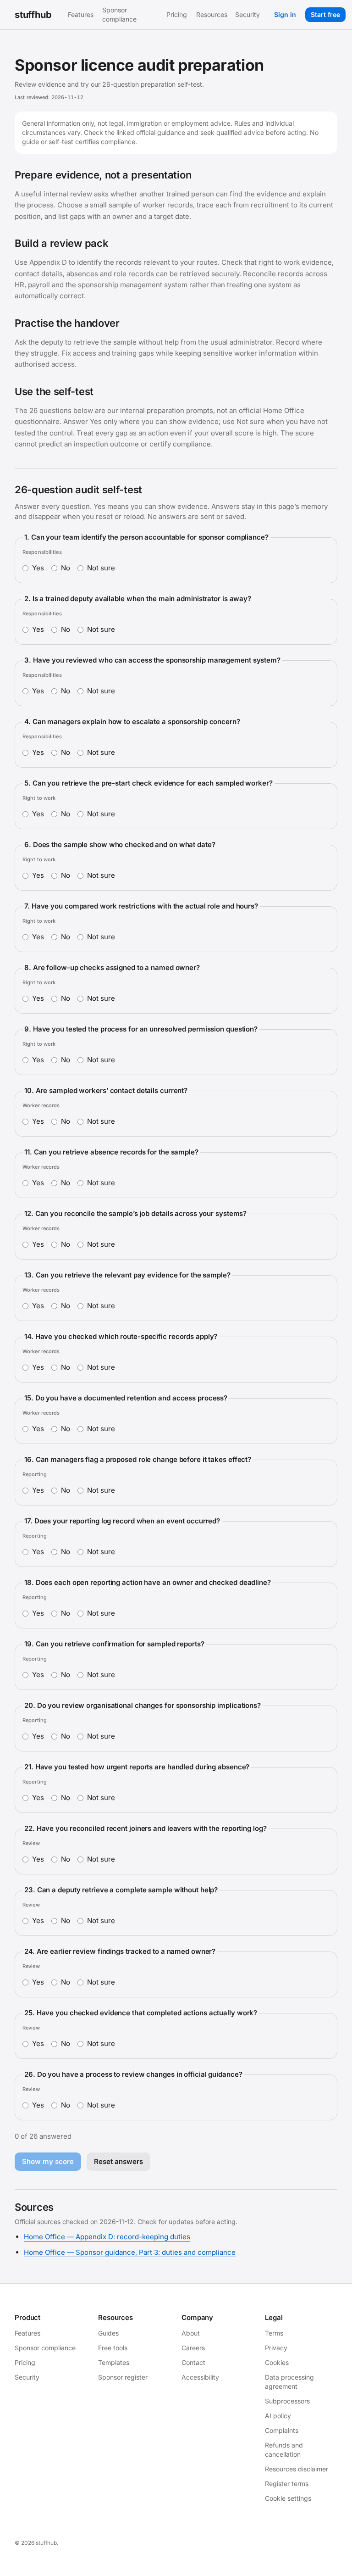 stuffhub
Features
Sponsor compliance
Pricing
Resources
Security
Sign in
Start free
Sponsor licence audit preparation
Review evidence and try our 26-question preparation self-test.
Last reviewed: 2026-11-12
General information only, not legal, immigration or employment advice. Rules and individual
circumstances vary. Check the linked official guidance and seek qualified advice before acting. No
guide or self-test certifies compliance.
Prepare evidence, not a presentation
A useful internal review asks whether another trained person can find the evidence and explain
the process. Choose a small sample of worker records, trace each from recruitment to its current
position, and list gaps with an owner and a target date.
Build a review pack
Use Appendix D to identify the records relevant to your routes. Check that right to work evidence,
contact details, absences and role records can be retrieved securely. Reconcile records across
HR, payroll and the sponsorship management system rather than treating one system as
automatically correct.
Practise the handover
Ask the deputy to retrieve the sample without help from the usual administrator. Record where
they struggle. Fix access and training gaps while keeping sensitive worker information within
authorised access.
Use the self-test
The 26 questions below are our internal preparation prompts, not an official Home Office
questionnaire. Answer Yes only where you can show evidence; use Not sure when you have not
tested the control. Treat every gap as an action even if your overall score is high. The score
cannot predict an inspection outcome or certify compliance.
26-question audit self-test
Answer every question. Yes means you can show evidence. Answers stay in this page's memory
and disappear when you reset or reload. No answers are sent or saved.
1. Can your team identify the person accountable for sponsor compliance?
Responsibilities
Yes No Not sure
2. Is a trained deputy available when the main administrator is away?
Responsibilities
Yes No Not sure
3. Have you reviewed who can access the sponsorship management system?
Responsibilities
Yes No Not sure
4. Can managers explain how to escalate a sponsorship concern?
Responsibilities
Yes No Not sure
5. Can you retrieve the pre-start check evidence for each sampled worker?
Right to work
Yes No Not sure
6. Does the sample show who checked and on what date?
Right to work
Yes No Not sure
7. Have you compared work restrictions with the actual role and hours?
Right to work
Yes No Not sure
8. Are follow-up checks assigned to a named owner?
Right to work
Yes No Not sure
9. Have you tested the process for an unresolved permission question?
Right to work
Yes No Not sure
10. Are sampled workers' contact details current?
Worker records
Yes No Not sure
11. Can you retrieve absence records for the sample?
Worker records
Yes No Not sure
12. Can you reconcile the sample's job details across your systems?
Worker records
Yes No Not sure
13. Can you retrieve the relevant pay evidence for the sample?
Worker records
Yes No Not sure
14. Have you checked which route-specific records apply?
Worker records
Yes No Not sure
15. Do you have a documented retention and access process?
Worker records
Yes No Not sure
16. Can managers flag a proposed role change before it takes effect?
Reporting
Yes No Not sure
17. Does your reporting log record when an event occurred?
Reporting
Yes No Not sure
18. Does each open reporting action have an owner and checked deadline?
Reporting
Yes No Not sure
19. Can you retrieve confirmation for sampled reports?
Reporting
Yes No Not sure
20. Do you review organisational changes for sponsorship implications?
Reporting
Yes No Not sure
21. Have you tested how urgent reports are handled during absence?
Reporting
Yes No Not sure
22. Have you reconciled recent joiners and leavers with the reporting log?
Review
Yes No Not sure
23. Can a deputy retrieve a complete sample without help?
Review
Yes No Not sure
24. Are earlier review findings tracked to a named owner?
Review
Yes No Not sure
25. Have you checked evidence that completed actions actually work?
Review
Yes No Not sure
26. Do you have a process to review changes in official guidance?
Review
Yes No Not sure
0 of 26 answered
Show my score
Reset answers
Sources
Official sources checked on 2026-11-12. Check for updates before acting.
Home Office — Appendix D: record-keeping duties
Home Office — Sponsor guidance, Part 3: duties and compliance
Product
Features
Sponsor compliance
Pricing
Security
Resources
Guides
Free tools
Templates
Sponsor register
Company
About
Careers
Contact
Accessibility
Legal
Terms
Privacy
Cookies
Data processing
agreement
Subprocessors
AI policy
Complaints
Refunds and
cancellation
Resources disclaimer
Register terms
Cookie settings
© 2026 stuffhub.